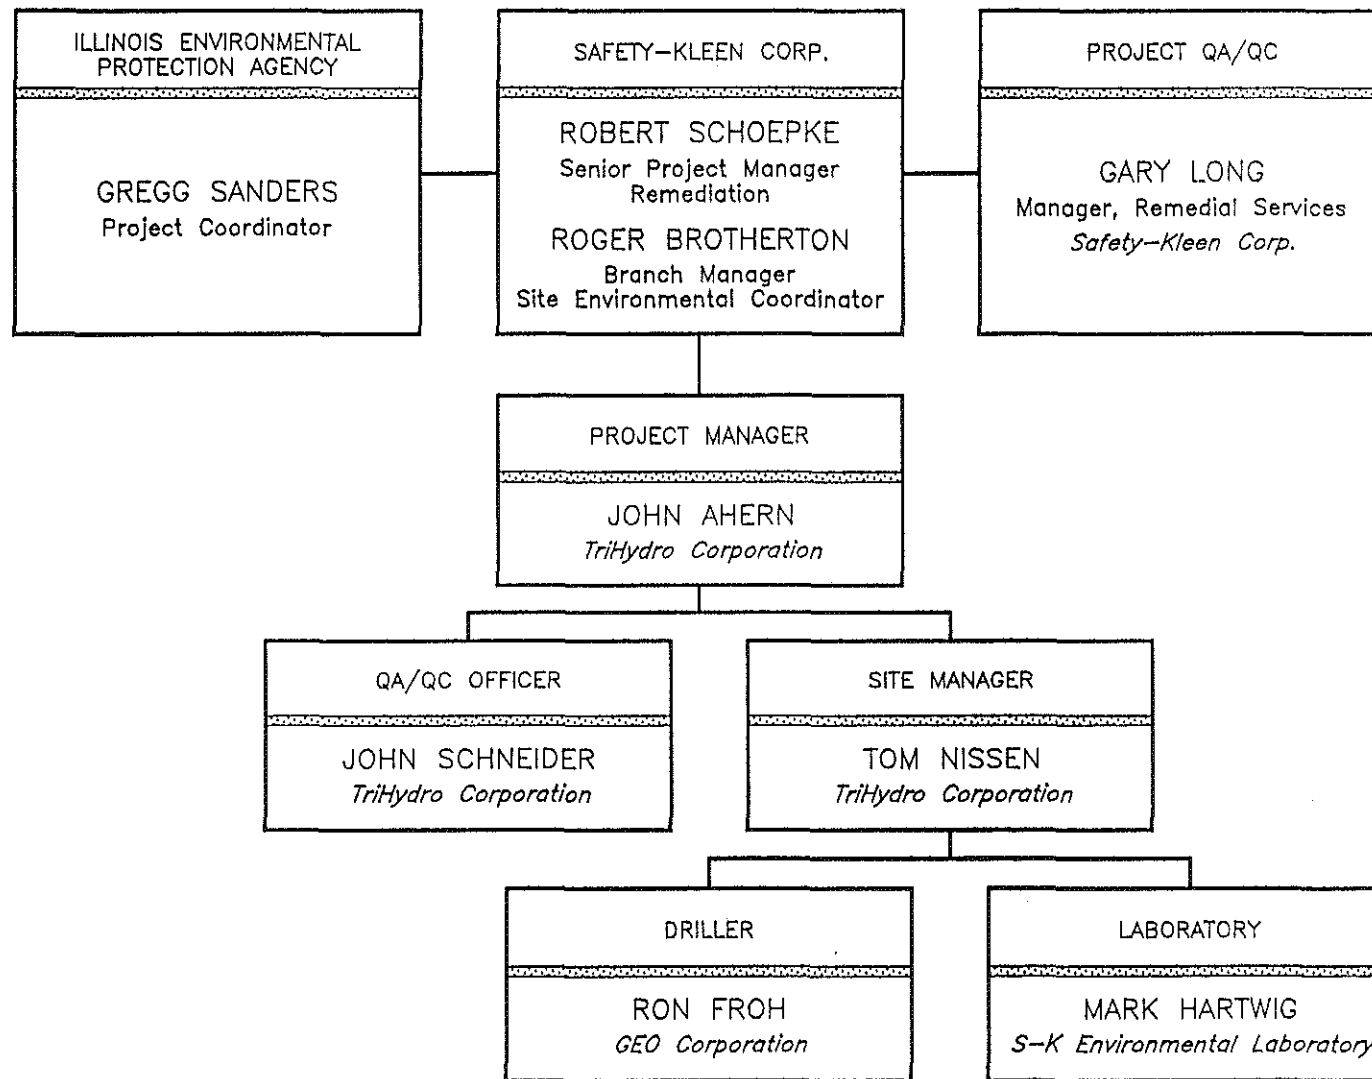 ILLINOIS ENVIRONMENTAL
PROTECTION AGENCY
GREGG SANDERS
Project Coordinator
SAFETY-KLEEN CORP.
ROBERT SCHOEPKE
Senior Project Manager
Remediation
ROGER BROTHERTON
Branch Manager
Site Environmental Coordinator
PROJECT QA/QC
GARY LONG
Manager, Remedial Services
Safety-Kleen Corp.
PROJECT MANAGER
JOHN AHERN
TriHydro Corporation
QA/QC OFFICER
JOHN SCHNEIDER
TriHydro Corporation
SITE MANAGER
TOM NISSEN
TriHydro Corporation
DRILLER
RON FROH
GEO Corporation
LABORATORY
MARK HARTWIG
S-K Environmental Laboratory